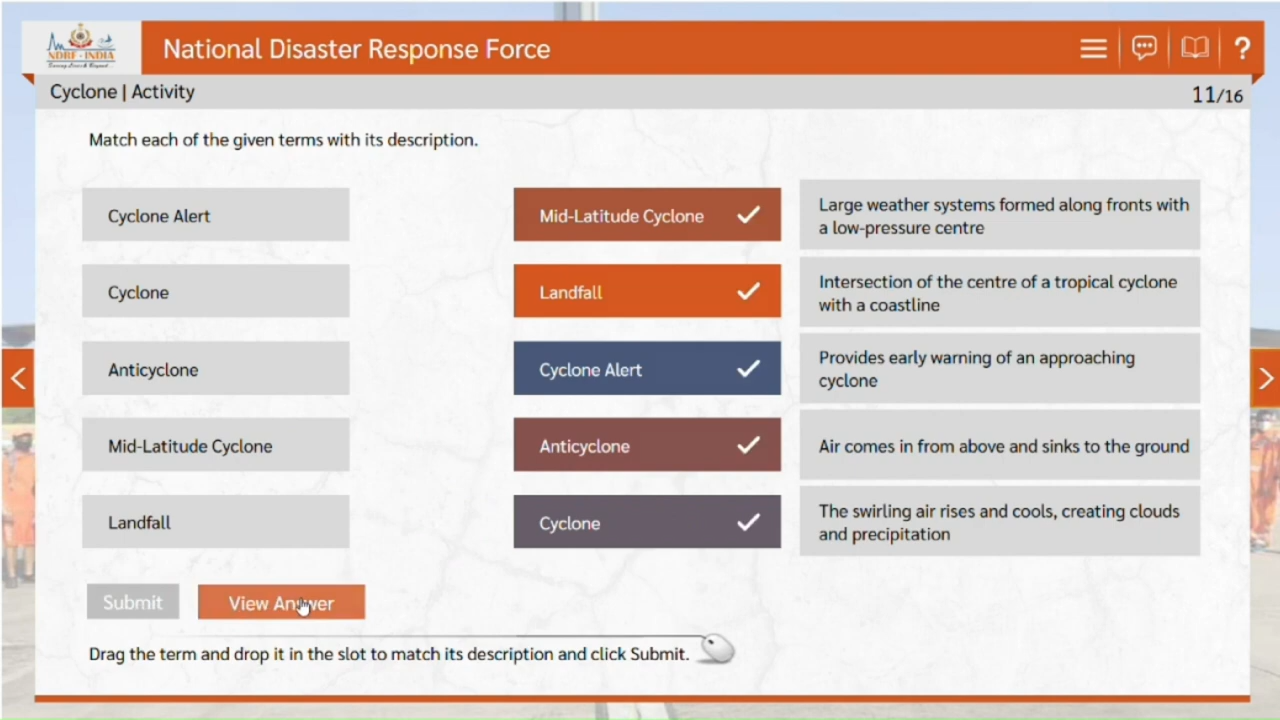 NDRF - INDIA
National Disaster Response Force
?
Cyclone | Activity
11/16
Match each of the given terms with its description.
Cyclone Alert
Mid-Latitude Cyclone
Large weather systems formed along fronts with
a low-pressure centre
Cyclone
Landfall
Intersection of the centre of a tropical cyclone
with a coastline
Anticyclone
Cyclone Alert
Provides early warning of an approaching
cyclone
Mid-Latitude Cyclone
Anticyclone
Air comes in from above and sinks to the ground
Landfall
Cyclone
The swirling air rises and cools, creating clouds
and precipitation
Submit
View Answer
Drag the term and drop it in the slot to match its description and click Submit.